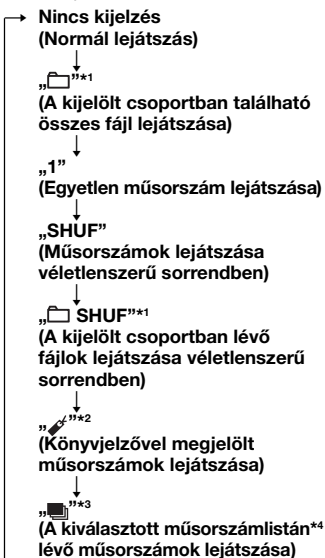 Nincs kijelzés
(Normál lejátszás)
„🗀”*1
(A kijelölt csoportban található
összes fájl lejátszása)
„1”
(Egyetlen műsorszám lejátszása)
„SHUF”
(Műsorszámok lejátszása
véletlenszerű sorrendben)
„🗀 SHUF”*1
(A kijelölt csoportban lévő
fájlok lejátszása véletlenszerű
sorrendben)
„ ”*2
(Könyvjelzővel megjelölt
műsorszámok lejátszása)
„ ”*3
(A kiválasztott műsorszámlistán*4
lévő műsorszámok lejátszása)